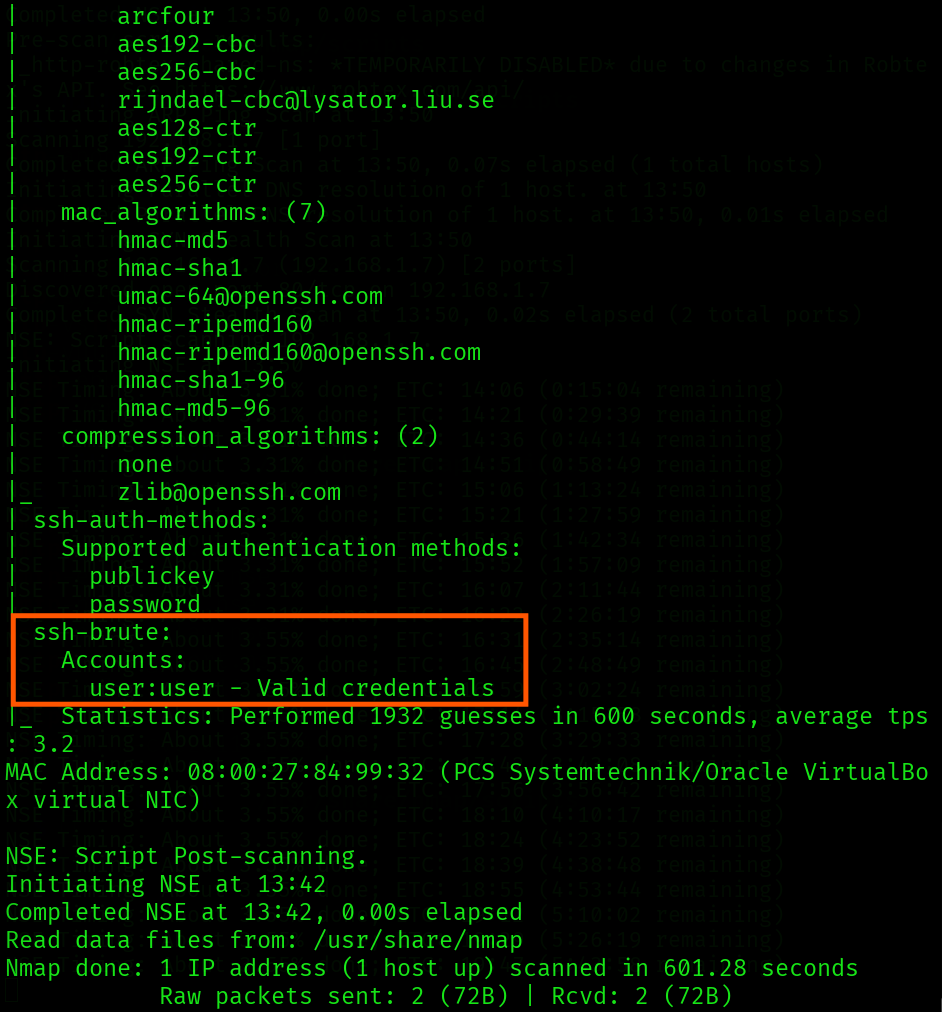 |       arcfour
|       aes192-cbc
|       aes256-cbc
|       rijndael-cbc@lysator.liu.se
|       aes128-ctr
|       aes192-ctr
|       aes256-ctr
|   mac_algorithms: (7)
|       hmac-md5
|       hmac-sha1
|       umac-64@openssh.com
|       hmac-ripemd160
|       hmac-ripemd160@openssh.com
|       hmac-sha1-96
|       hmac-md5-96
|   compression_algorithms: (2)
|       none
|_      zlib@openssh.com
| ssh-auth-methods:
|   Supported authentication methods:
|     publickey
|     password
ssh-brute:
Accounts:
user:user - Valid credentials
|_  Statistics: Performed 1932 guesses in 600 seconds, average tps
: 3.2
MAC Address: 08:00:27:84:99:32 (PCS Systemtechnik/Oracle VirtualBo
x virtual NIC)
NSE: Script Post-scanning.
Initiating NSE at 13:42
Completed NSE at 13:42, 0.00s elapsed
Read data files from: /usr/share/nmap
Nmap done: 1 IP address (1 host up) scanned in 601.28 seconds
Raw packets sent: 2 (72B) | Rcvd: 2 (72B)